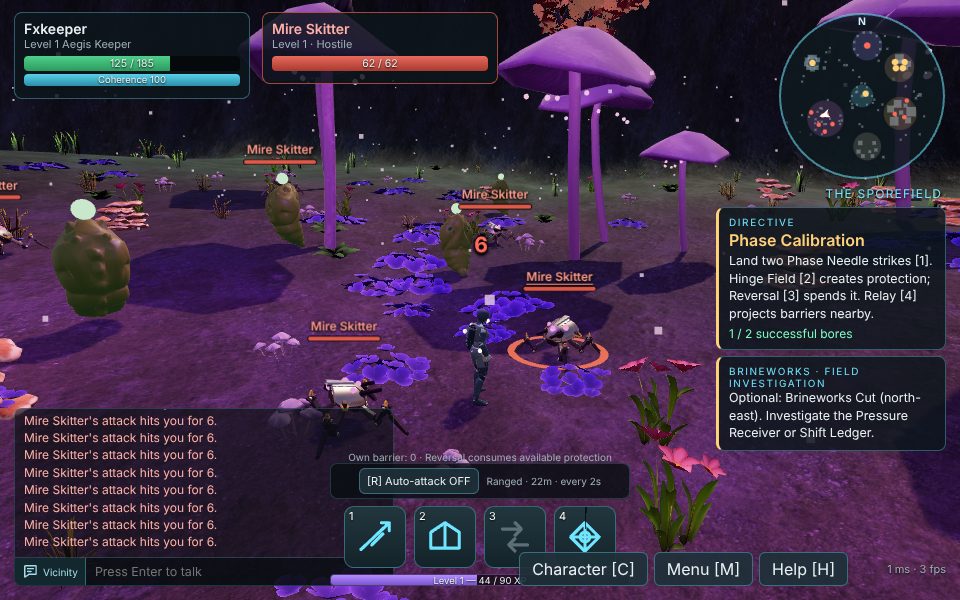 Fxkeeper
Level 1 Aegis Keeper
125 / 185
Coherence 100
Mire Skitter
Level 1 · Hostile
62 / 62
N
THE SPOREFIELD
Mire Skitter
Mire Skitter
tter
6
Mire Skitter
Mire Skitter
DIRECTIVE
Phase Calibration
Land two Phase Needle strikes [1].
Hinge Field [2] creates protection;
Reversal [3] spends it. Relay [4]
projects barriers nearby.
1 / 2 successful bores
BRINEWORKS · FIELD
INVESTIGATION
Optional: Brineworks Cut (north-
east). Investigate the Pressure
Receiver or Shift Ledger.
Mire Skitter's attack hits you for 6.
Mire Skitter's attack hits you for 6.
Mire Skitter's attack hits you for 6.
Mire Skitter's attack hits you for 6.
Mire Skitter's attack hits you for 6.
Mire Skitter's attack hits you for 6.
Mire Skitter's attack hits you for 6.
Mire Skitter's attack hits you for 6.
Vicinity
Press Enter to talk
Own barrier: 0 · Reversal consumes available protection
[R] Auto-attack OFF
Ranged · 22m · every 2s
1
2
3
4
Level 1 — 44 / 90 XP
Character [C]
Menu [M]
Help [H]
1 ms · 3 fps